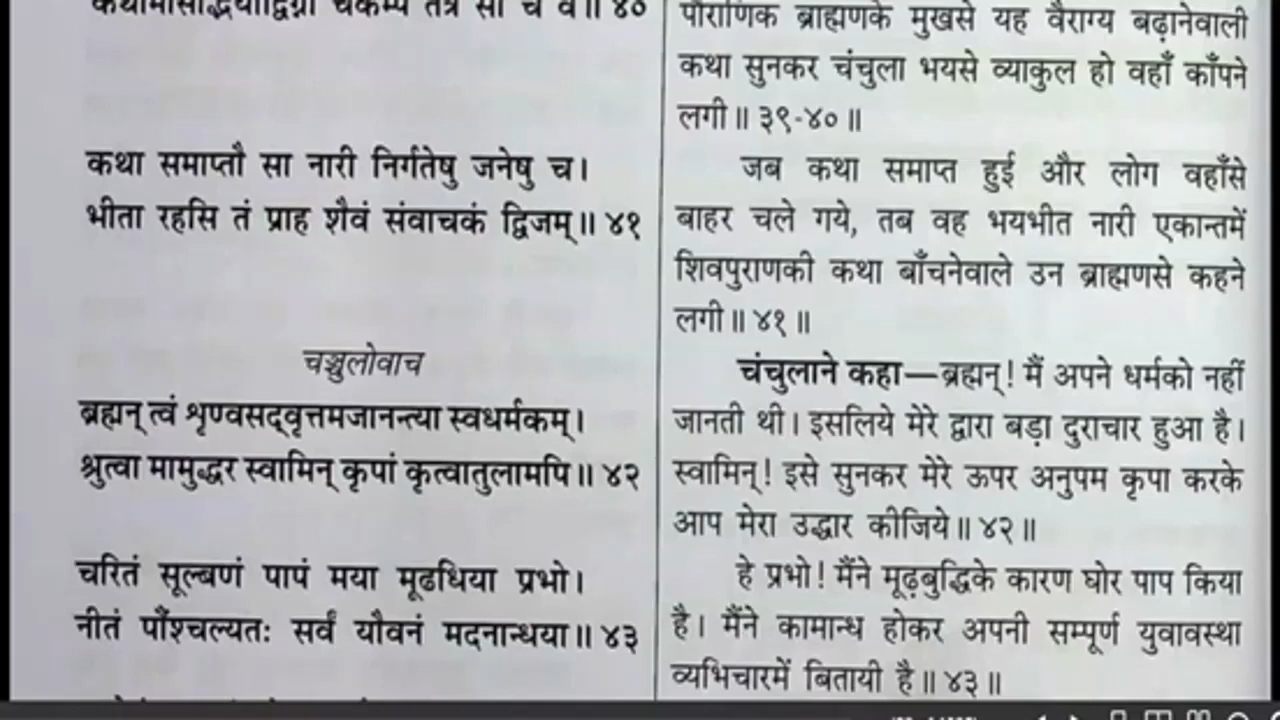 च व॥ ४०
कथा समाप्तौ सा नारी निर्गतेषु जनेषु च।
भीता रहसि तं प्राह शैवं संवाचकं द्विजम्॥ ४१
चञ्चुलोवाच
ब्रह्मन् त्वं शृण्वसद्‌वृत्तमजानन्त्या स्वधर्मकम्।
श्रुत्वा मामुद्धर स्वामिन् कृपां कृत्वातुलामपि॥ ४२
चरितं सूल्बणं पापं मया मूढधिया प्रभो।
नीतं पौंश्चल्यतः सर्वं यौवनं मदनान्धया॥ ४३
पौराणिक ब्राह्मणके मुखसे यह वैराग्य बढ़ानेवाली
कथा सुनकर चंचुला भयसे व्याकुल हो वहाँ काँपने
लगी॥ ३९-४०॥
जब कथा समाप्त हुई और लोग वहाँसे
बाहर चले गये, तब वह भयभीत नारी एकान्तमें
शिवपुराणकी कथा बाँचनेवाले उन ब्राह्मणसे कहने
लगी॥ ४१॥
चंचुलाने कहा—ब्रह्मन्! मैं अपने धर्मको नहीं
जानती थी। इसलिये मेरे द्वारा बड़ा दुराचार हुआ है।
स्वामिन्! इसे सुनकर मेरे ऊपर अनुपम कृपा करके
आप मेरा उद्धार कीजिये॥ ४२॥
हे प्रभो! मैंने मूढ़बुद्धिके कारण घोर पाप किया
है। मैंने कामान्ध होकर अपनी सम्पूर्ण युवावस्था
व्यभिचारमें बितायी है॥ ४३॥